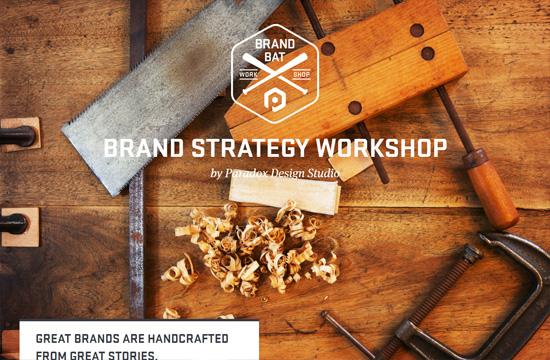 BRAND
BAT
WORK SHOP
BRAND STRATEGY WORKSHOP
by Paradox Design Studio
GREAT BRANDS ARE HANDCRAFTED
FROM GREAT STORIES.